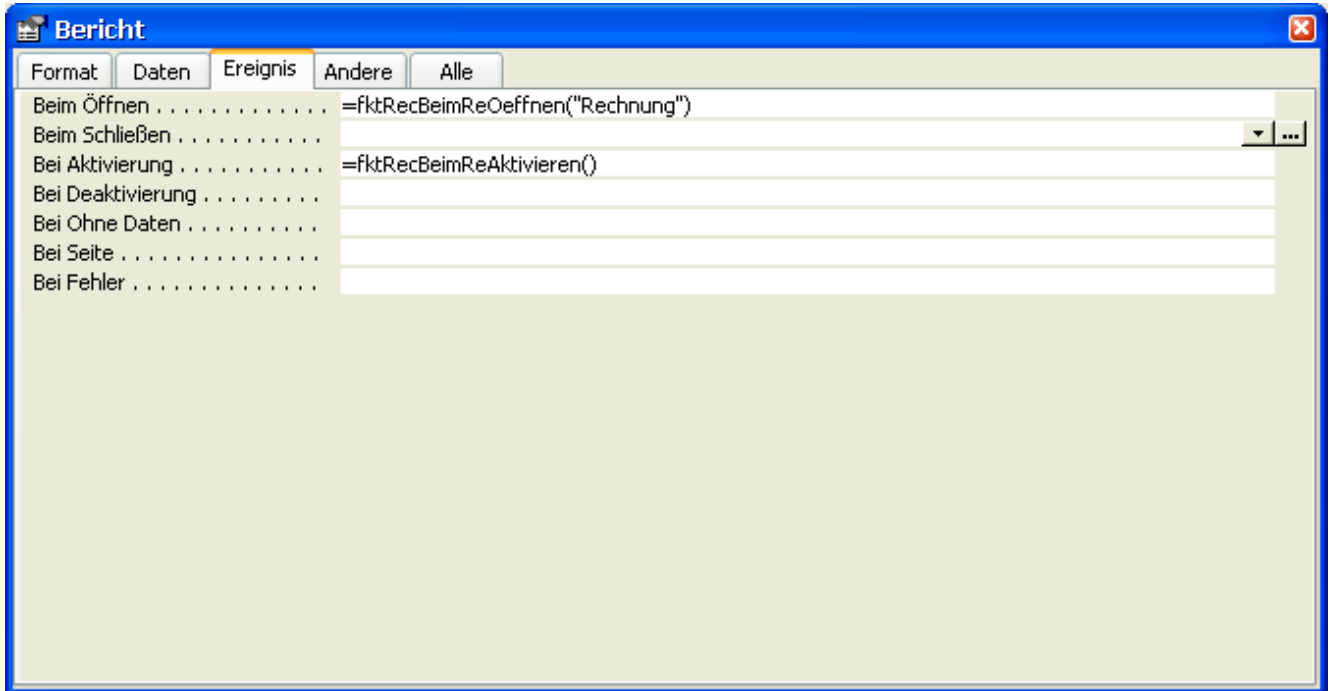 Bericht
Format Daten Ereignis Andere Alle
Beim Öffnen . . . . . . . . . . . . . =fktRecBeimReOeffnen("Rechnung")
Beim Schließen . . . . . . . . . . . ...
Bei Aktivierung . . . . . . . . . . . =fktRecBeimReAktivieren()
Bei Deaktivierung . . . . . . . . .
Bei Ohne Daten . . . . . . . . . .
Bei Seite . . . . . . . . . . . . . . .
Bei Fehler . . . . . . . . . . . . . .